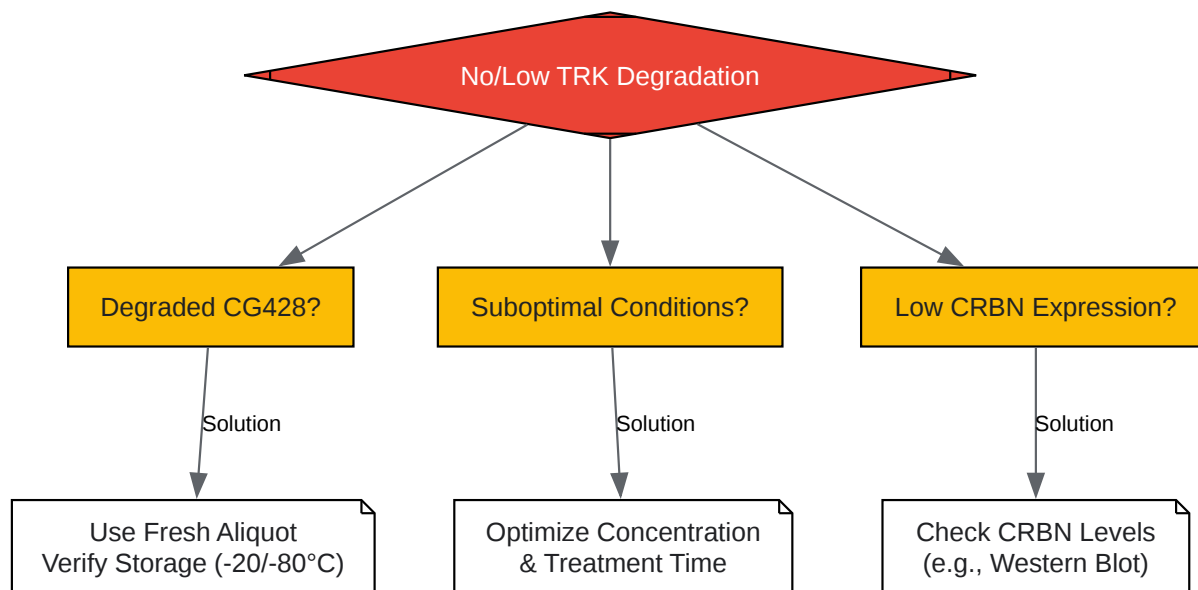 No/Low TRK Degradation
Degraded CG428?
Suboptimal Conditions?
Low CRBN Expression?
Solution
Solution
Solution
Use Fresh Aliquot
Verify Storage (-20/-80°C)
Optimize Concentration
& Treatment Time
Check CRBN Levels
(e.g., Western Blot)